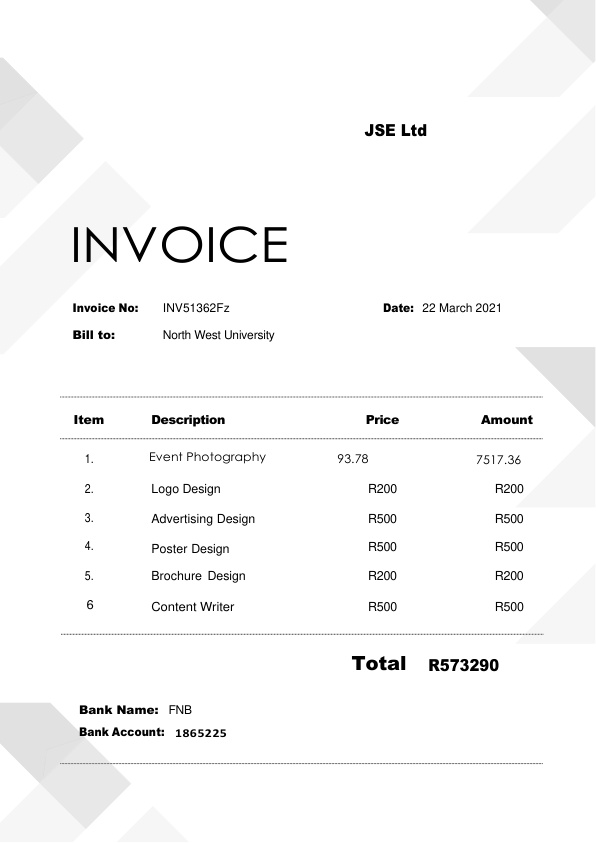 JSE Ltd
INVOICE
Invoice No: INV51362Fz Date: 22 March 2021
Bill to: North West University
Item Description Price Amount
1. Event Photography 93.78 7517.36
2. Logo Design R200 R200
3. Advertising Design R500 R500
4. Poster Design R500 R500
5. Brochure Design R200 R200
6 Content Writer R500 R500
Total R573290
Bank Name: FNB
Bank Account: 1865225